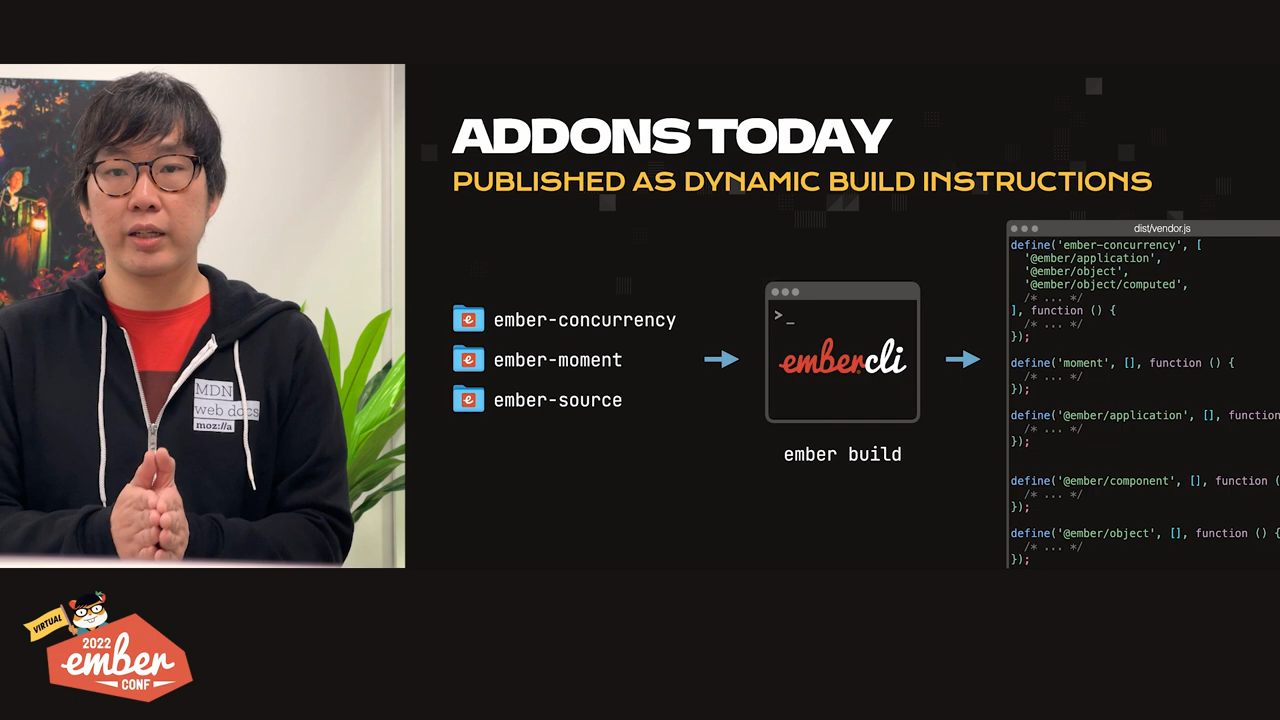 ADDONS TODAY
PUBLISHED AS DYNAMIC BUILD INSTRUCTIONS
ember-concurrency
ember-moment
ember-source
>_
embercli
ember build
dist/vendor.js
define('ember-concurrency', [
'@ember/application',
'@ember/object',
'@ember/object/computed',
/* ... */
], function () {
/* ... */
});
define('moment', [], function () {
/* ... */
});
define('@ember/application', [], function
/* ... */
});
define('@ember/component', [], function (
/* ... */
});
define('@ember/object', [], function () {
/* ... */
});
MDN
web docs
moz://a
VIRTUAL
2022
ember
CONF